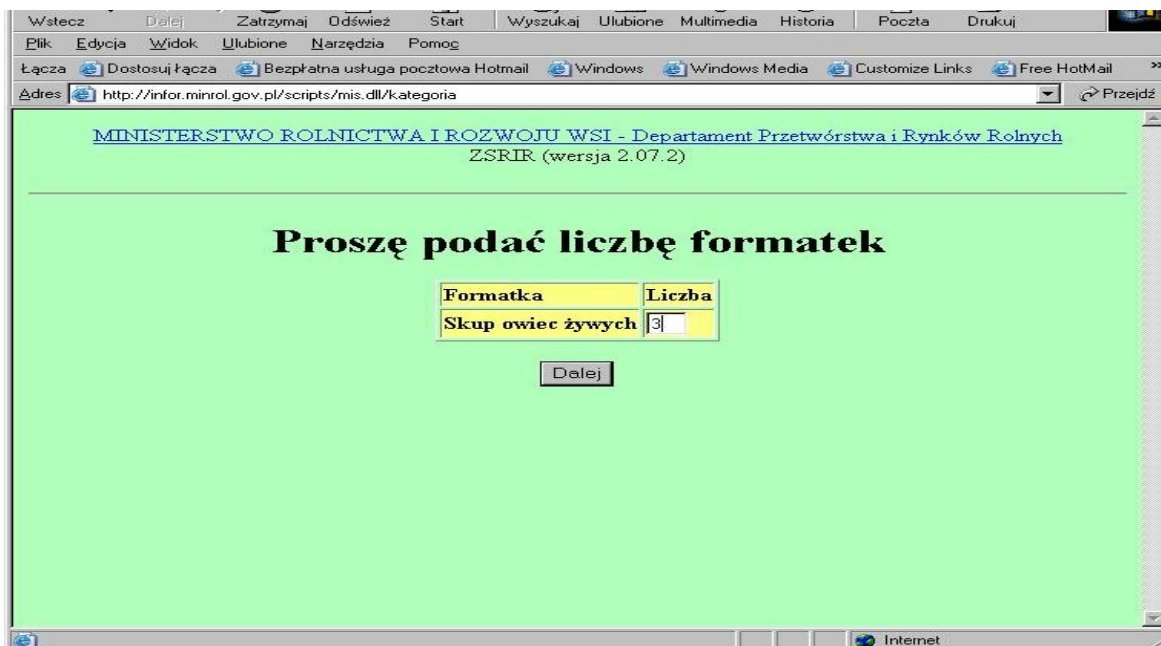 Wstecz Dalej Zatrzymaj Odśwież Start Wyszukaj Ulubione Multimedia Historia Poczta Drukuj
Plik Edycja Widok Ulubione Narzędzia Pomoc
Łącza Dostosuj łącza Bezpłatna usługa pocztowa Hotmail Windows Windows Media Customize Links Free HotMail »
Adres http://infor.minrol.gov.pl/scripts/mis.dll/kategoria Przejdź
MINISTERSTWO ROLNICTWA I ROZWOJU WSI - Departament Przetwórstwa i Rynków Rolnych
ZSRIR (wersja 2.07.2)
Proszę podać liczbę formatek
Formatka Liczba
Skup owiec żywych 3
Dalej
Internet